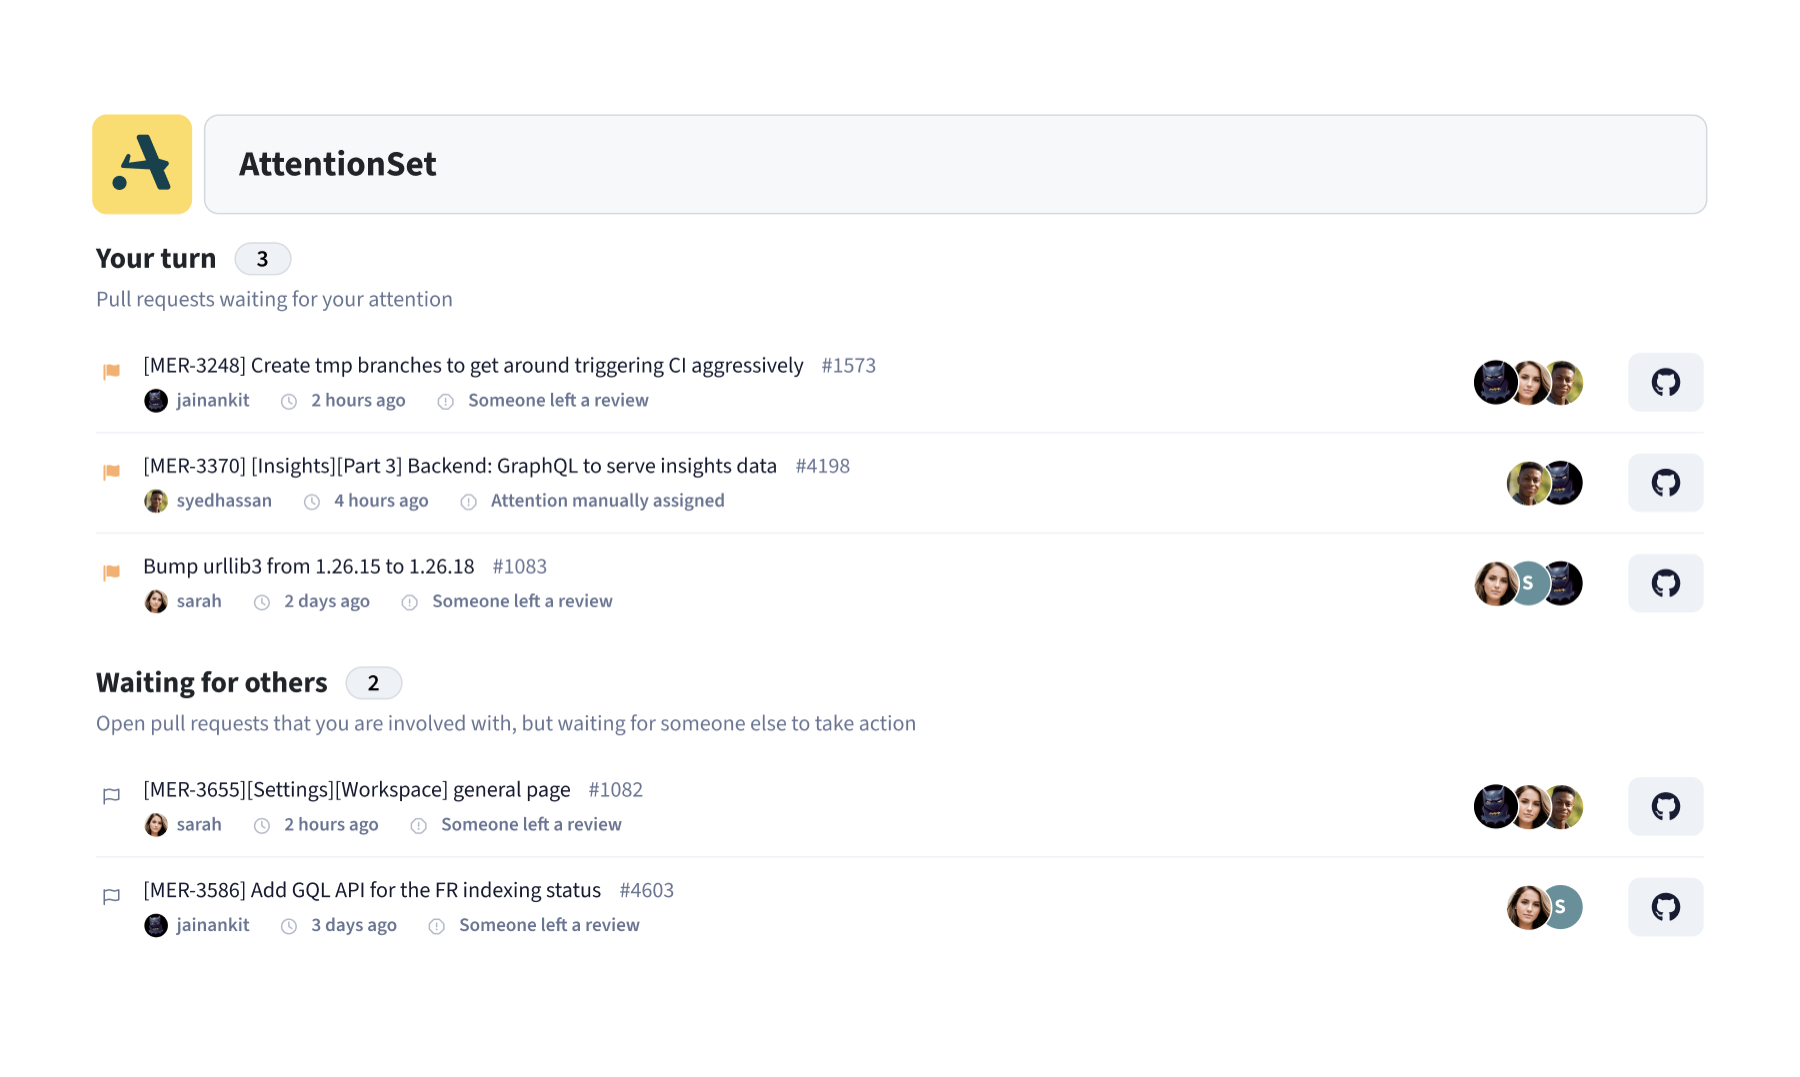 AttentionSet
Your turn 3
Pull requests waiting for your attention
[MER-3248] Create tmp branches to get around triggering CI aggressively #1573
jainankit 2 hours ago Someone left a review
[MER-3370] [Insights][Part 3] Backend: GraphQL to serve insights data #4198
syedhassan 4 hours ago Attention manually assigned
Bump urllib3 from 1.26.15 to 1.26.18 #1083
S
sarah 2 days ago Someone left a review
Waiting for others 2
Open pull requests that you are involved with, but waiting for someone else to take action
[MER-3655][Settings][Workspace] general page #1082
sarah 2 hours ago Someone left a review
[MER-3586] Add GQL API for the FR indexing status #4603
S
jainankit 3 days ago Someone left a review